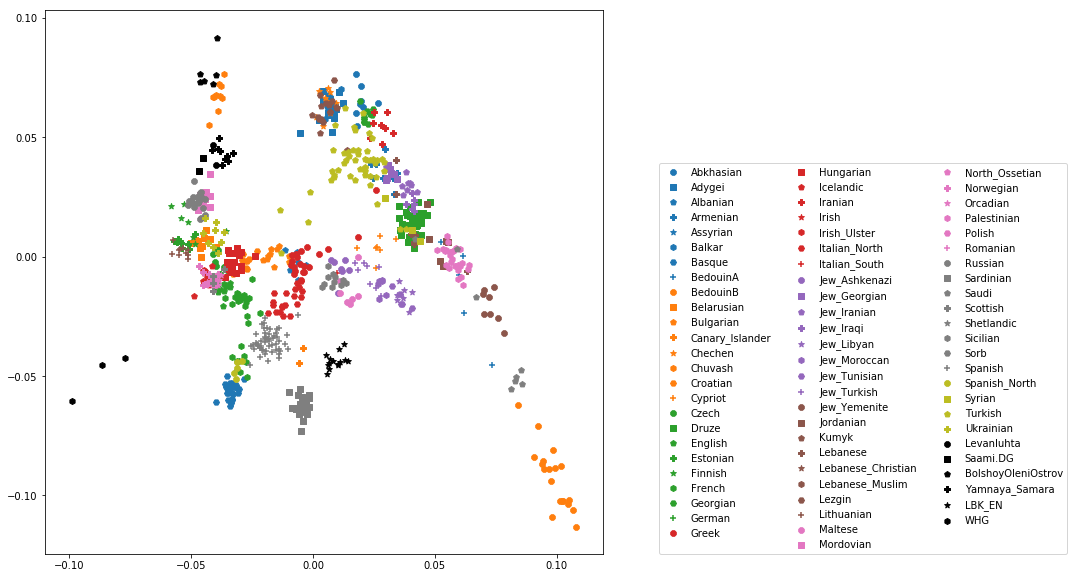 0.10
0.05
0.00
−0.05
−0.10
−0.10
−0.05
0.00
0.05
0.10
Abkhasian
Adygei
Albanian
Armenian
Assyrian
Balkar
Basque
BedouinA
BedouinB
Belarusian
Bulgarian
Canary_Islander
Chechen
Chuvash
Croatian
Cypriot
Czech
Druze
English
Estonian
Finnish
French
Georgian
German
Greek
Hungarian
Icelandic
Iranian
Irish
Irish_Ulster
Italian_North
Italian_South
Jew_Ashkenazi
Jew_Georgian
Jew_Iranian
Jew_Iraqi
Jew_Libyan
Jew_Moroccan
Jew_Tunisian
Jew_Turkish
Jew_Yemenite
Jordanian
Kumyk
Lebanese
Lebanese_Christian
Lebanese_Muslim
Lezgin
Lithuanian
Maltese
Mordovian
North_Ossetian
Norwegian
Orcadian
Palestinian
Polish
Romanian
Russian
Sardinian
Saudi
Scottish
Shetlandic
Sicilian
Sorb
Spanish
Spanish_North
Syrian
Turkish
Ukrainian
Levanluhta
Saami.DG
BolshoyOleniOstrov
Yamnaya_Samara
LBK_EN
WHG